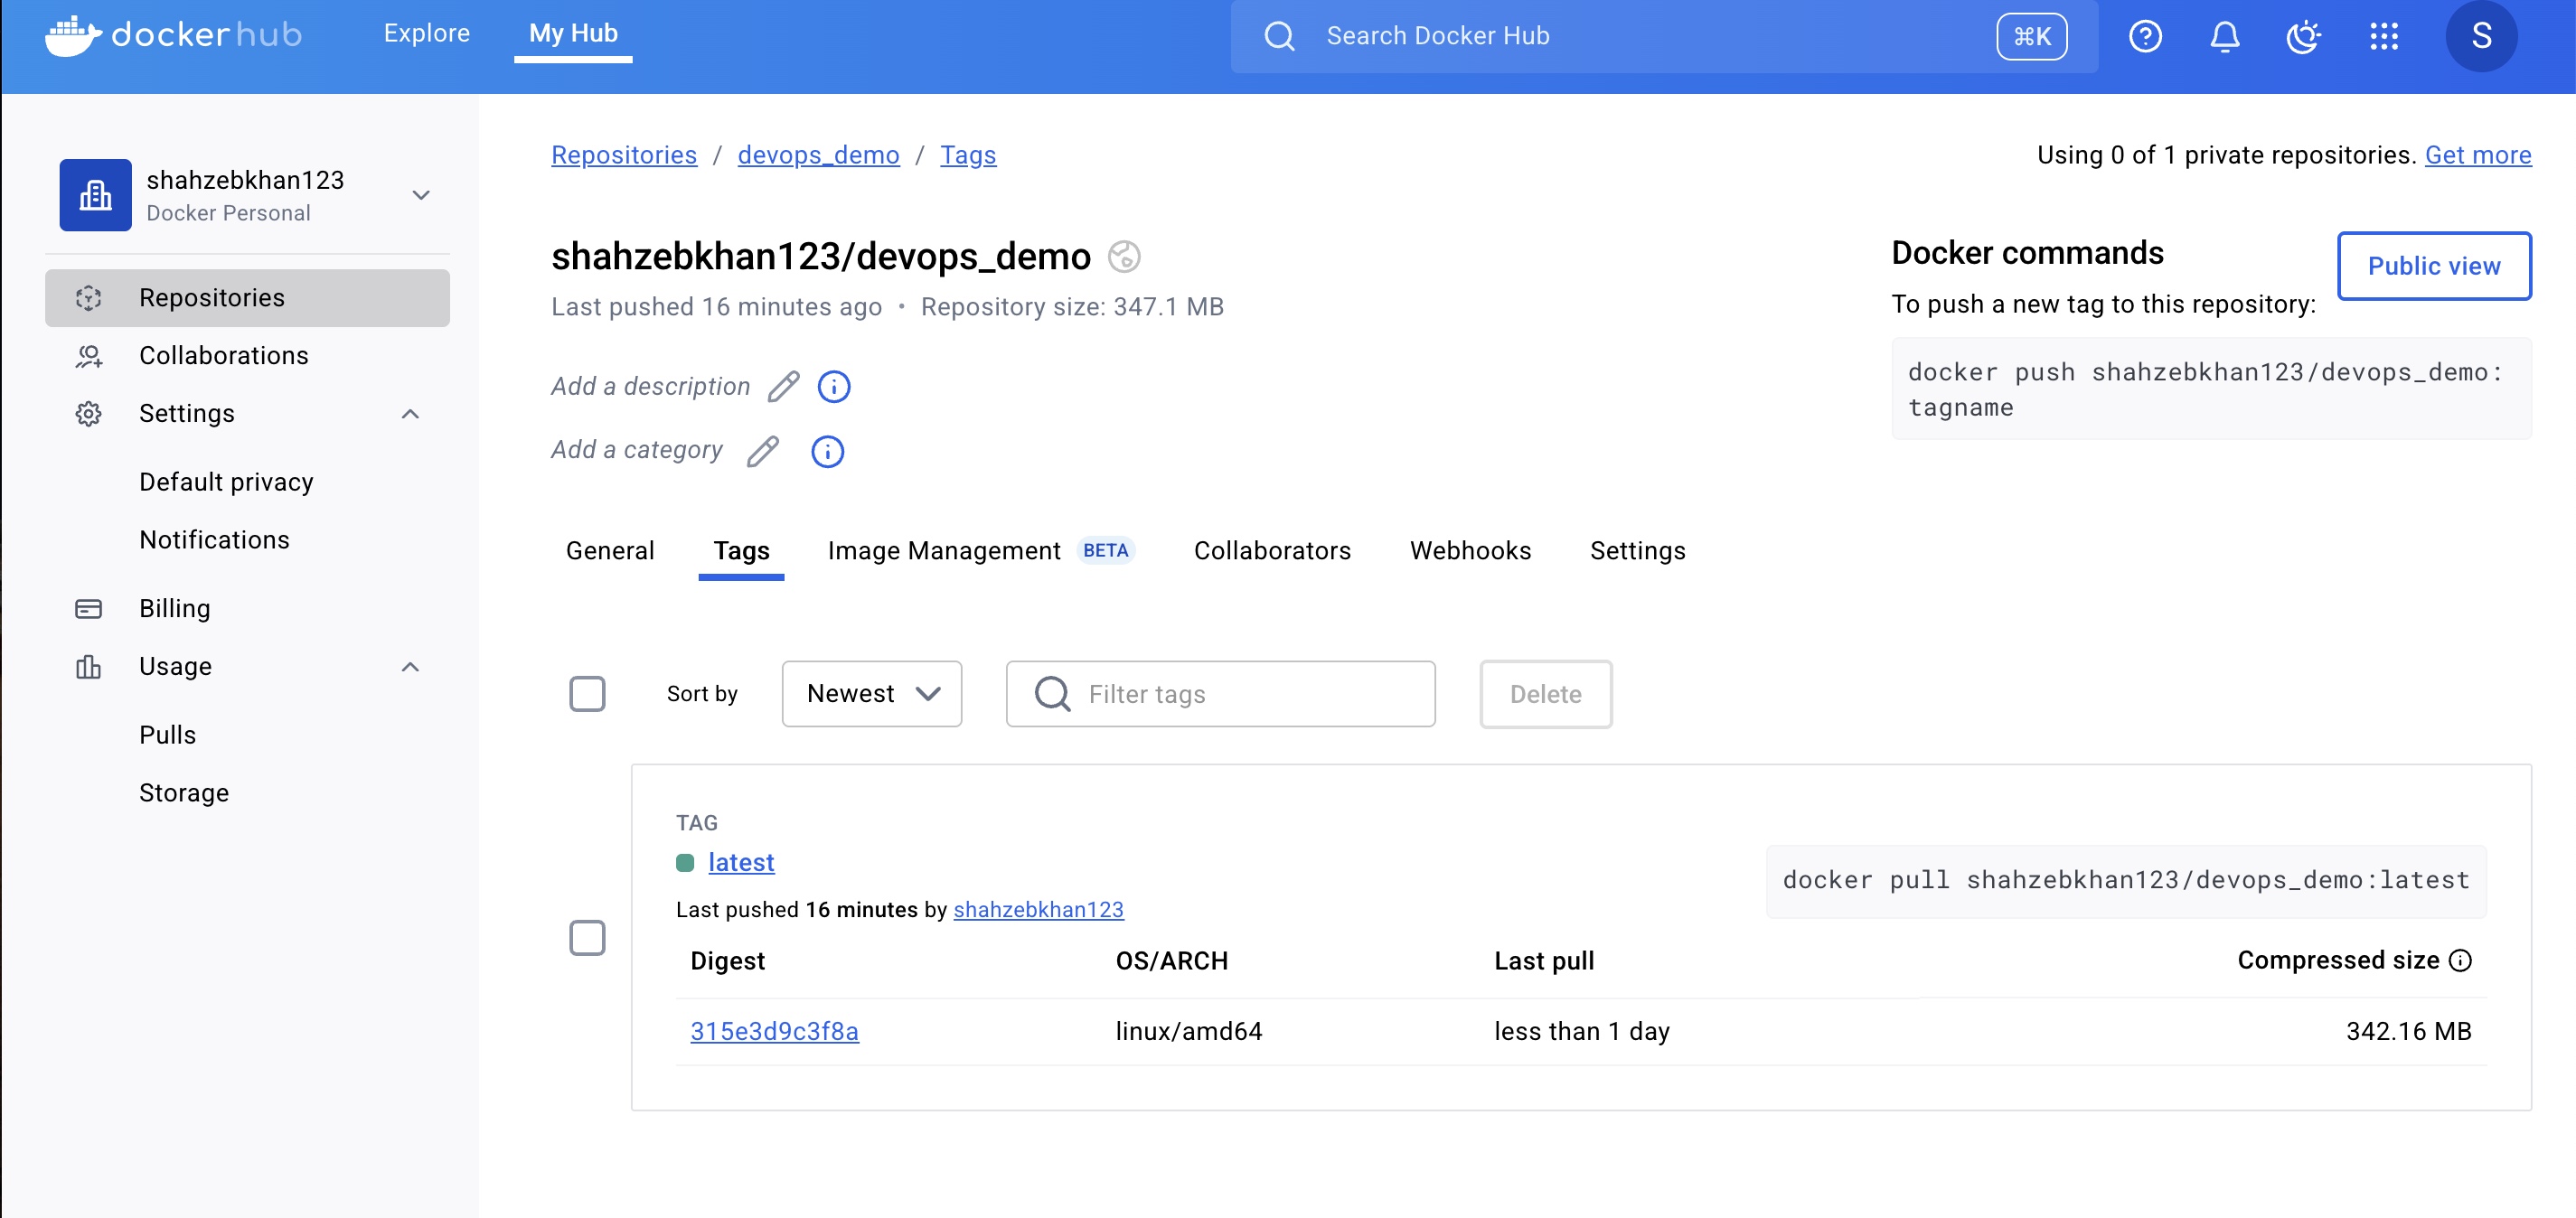 dockerhub
Explore
My Hub
Search Docker Hub
⌘K
S
shahzebkhan123
Docker Personal
Repositories
Collaborations
Settings
Default privacy
Notifications
Billing
Usage
Pulls
Storage
Repositories / devops_demo / Tags
Using 0 of 1 private repositories. Get more
shahzebkhan123/devops_demo
Last pushed 16 minutes ago • Repository size: 347.1 MB
Add a description
Add a category
Docker commands
Public view
To push a new tag to this repository:
docker push shahzebkhan123/devops_demo:
tagname
General Tags Image Management BETA Collaborators Webhooks Settings
Sort by Newest Filter tags Delete
TAG
latest
docker pull shahzebkhan123/devops_demo:latest
Last pushed 16 minutes by shahzebkhan123
Digest OS/ARCH Last pull Compressed size
315e3d9c3f8a linux/amd64 less than 1 day 342.16 MB